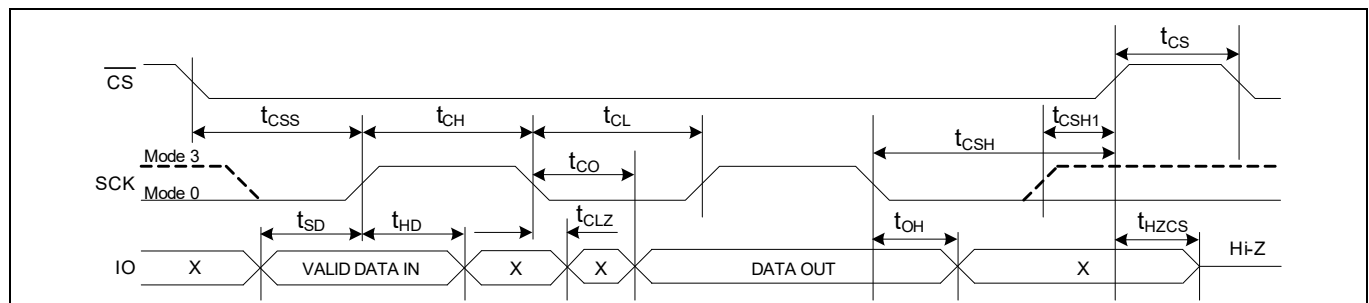 tCS
CS
tCSS tCH tCL tCSH1
tCSH
Mode 3
SCK
tCO
Mode 0
tSD tHD tCLZ tOH tHZCS
IO X VALID DATA IN X X DATA OUT X Hi-Z